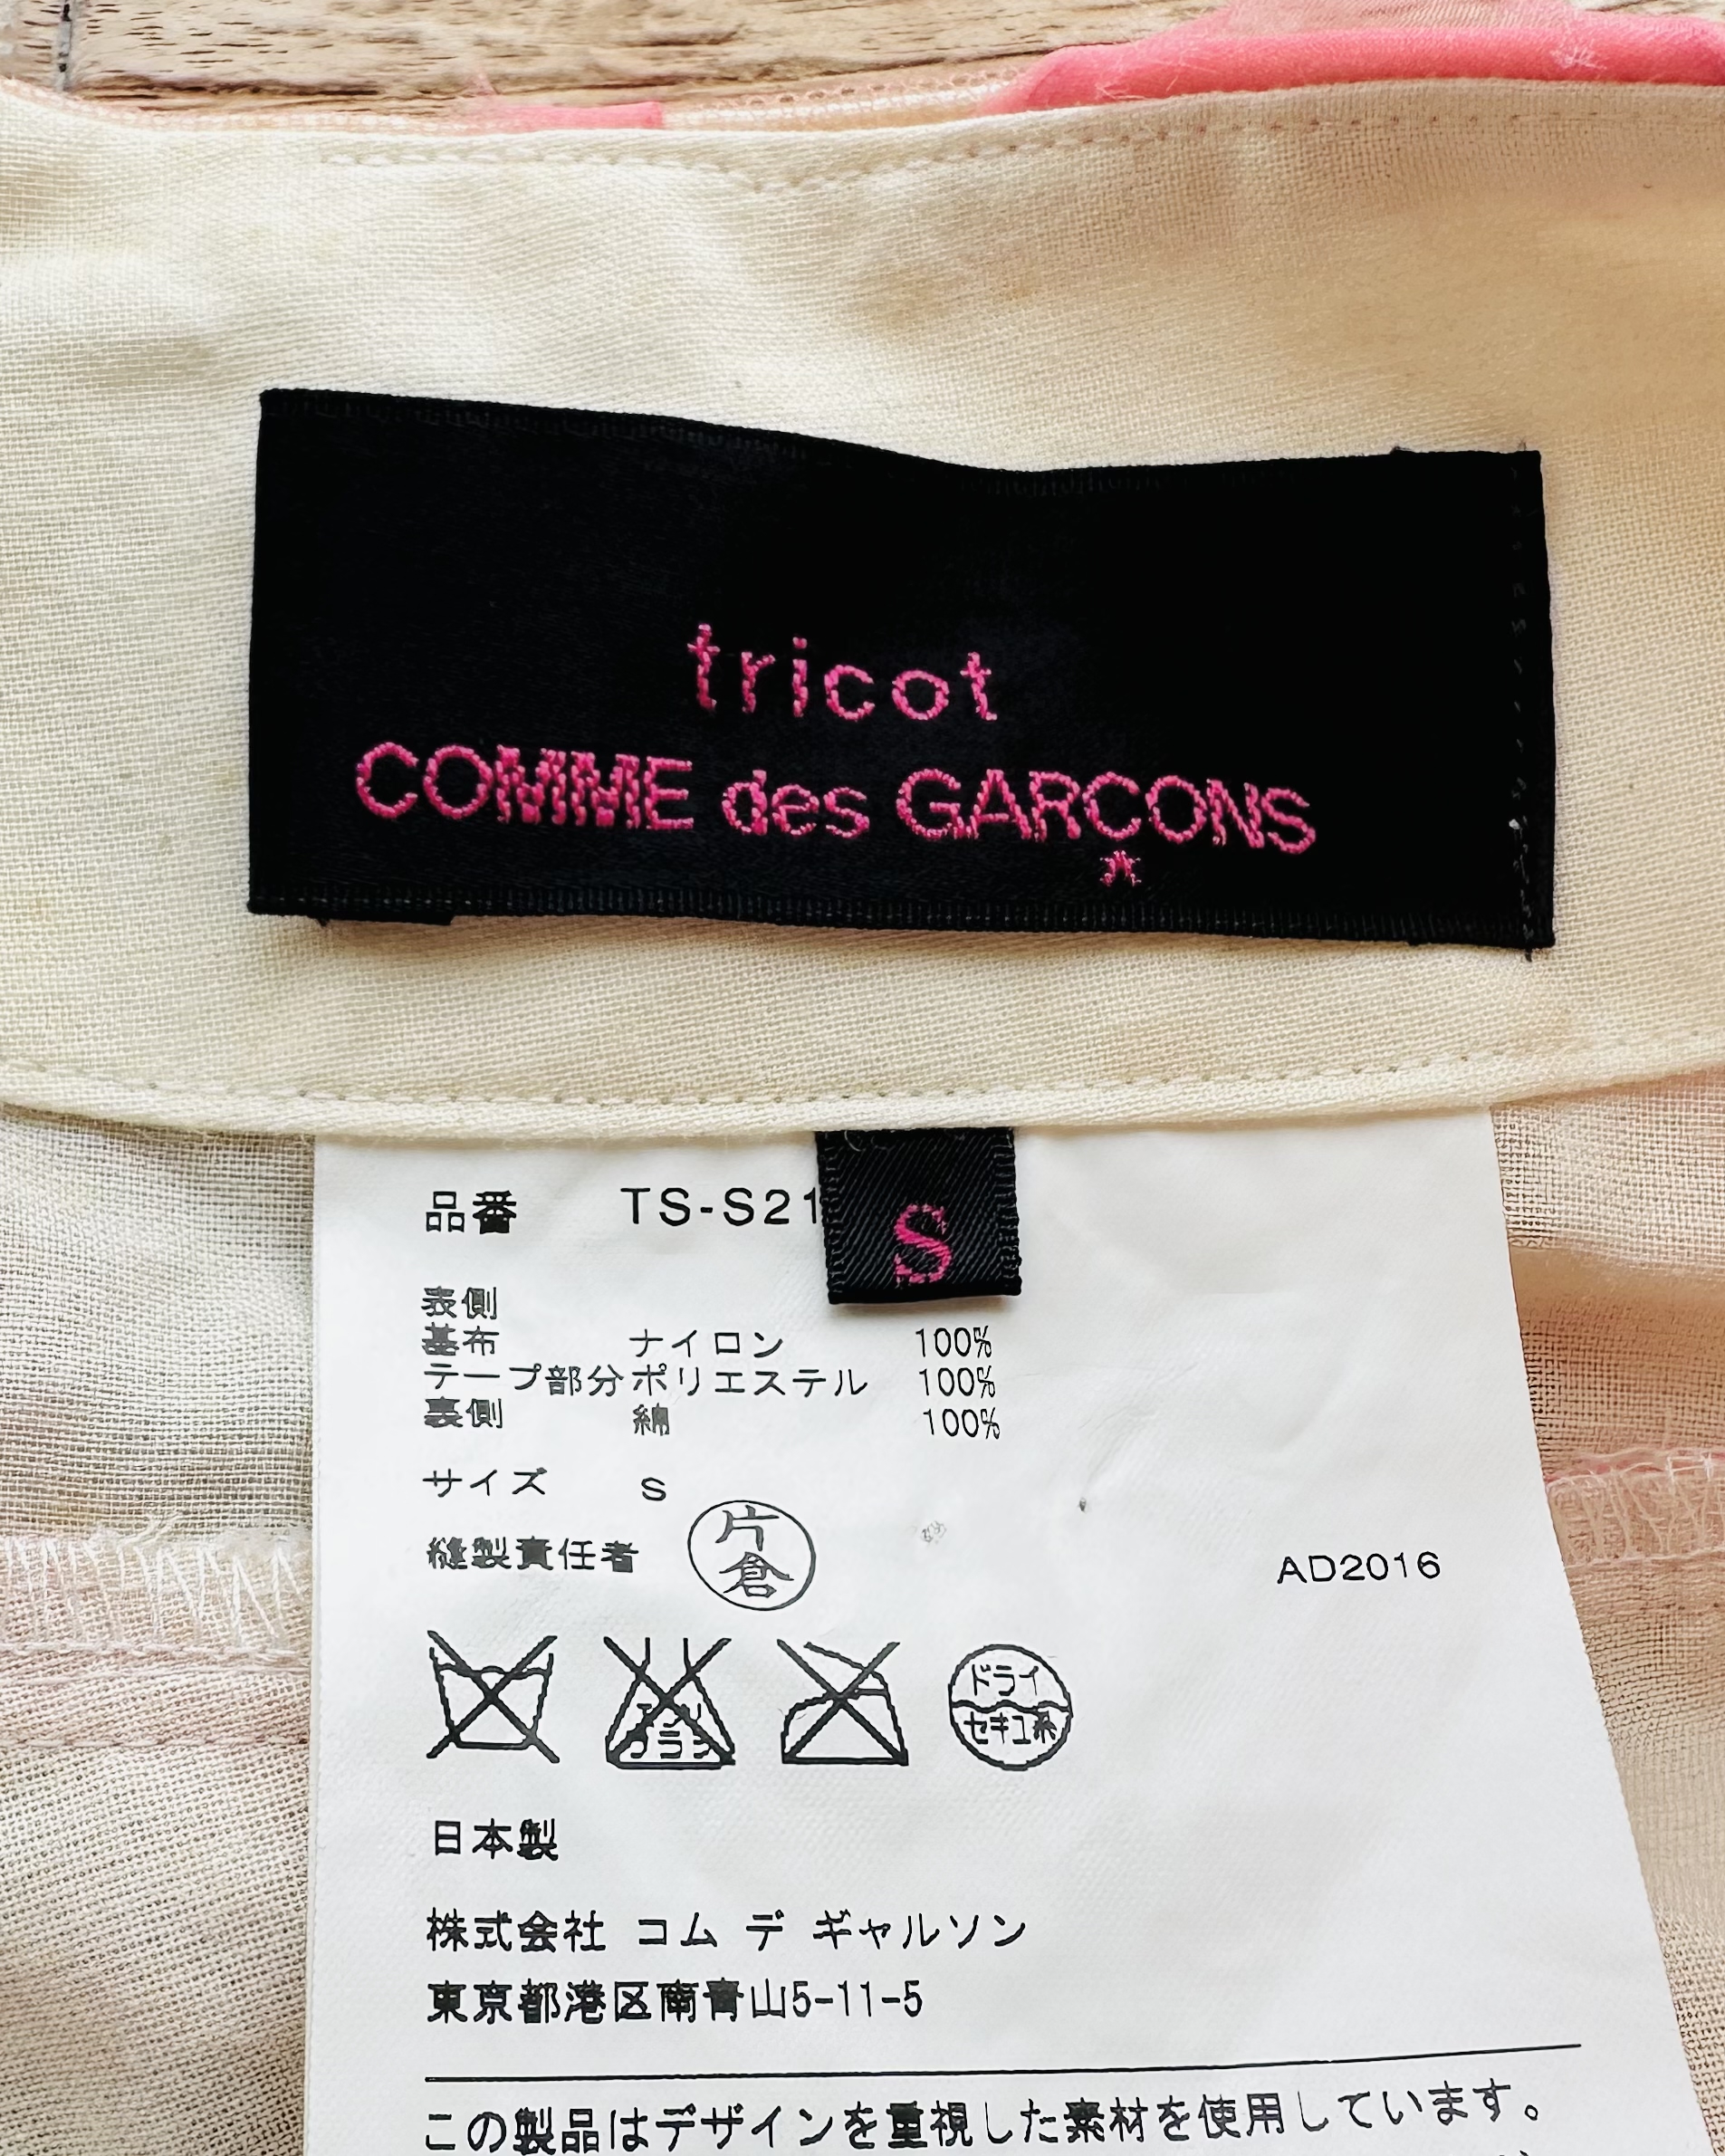 tricot
COMME des GARÇONS
S
品番 TS-S21
表側
基布 ナイロン 100%
テープ部分 ポリエステル 100%
裏側 綿 100%
サイズ S
縫製責任者 片倉
AD2016
ドライ
セキユ系
日本製
株式会社 コム デ ギャルソン
東京都港区南青山5-11-5
この製品はデザインを重視した素材を使用しています。